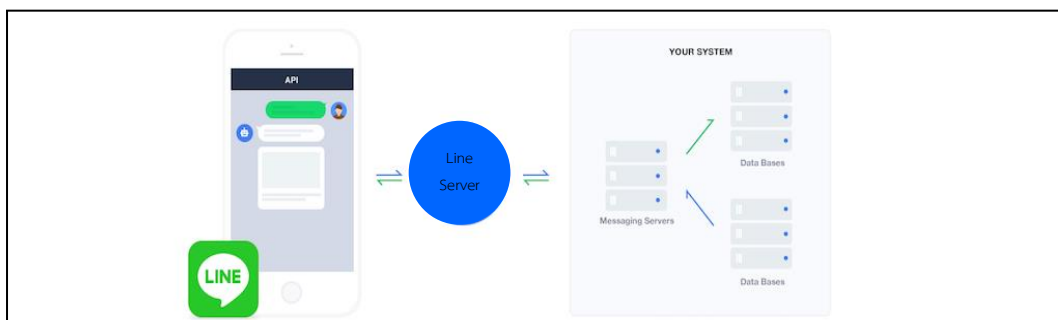 API
LINE
Line
Server
YOUR SYSTEM
Messaging Servers
Data Bases
Data Bases